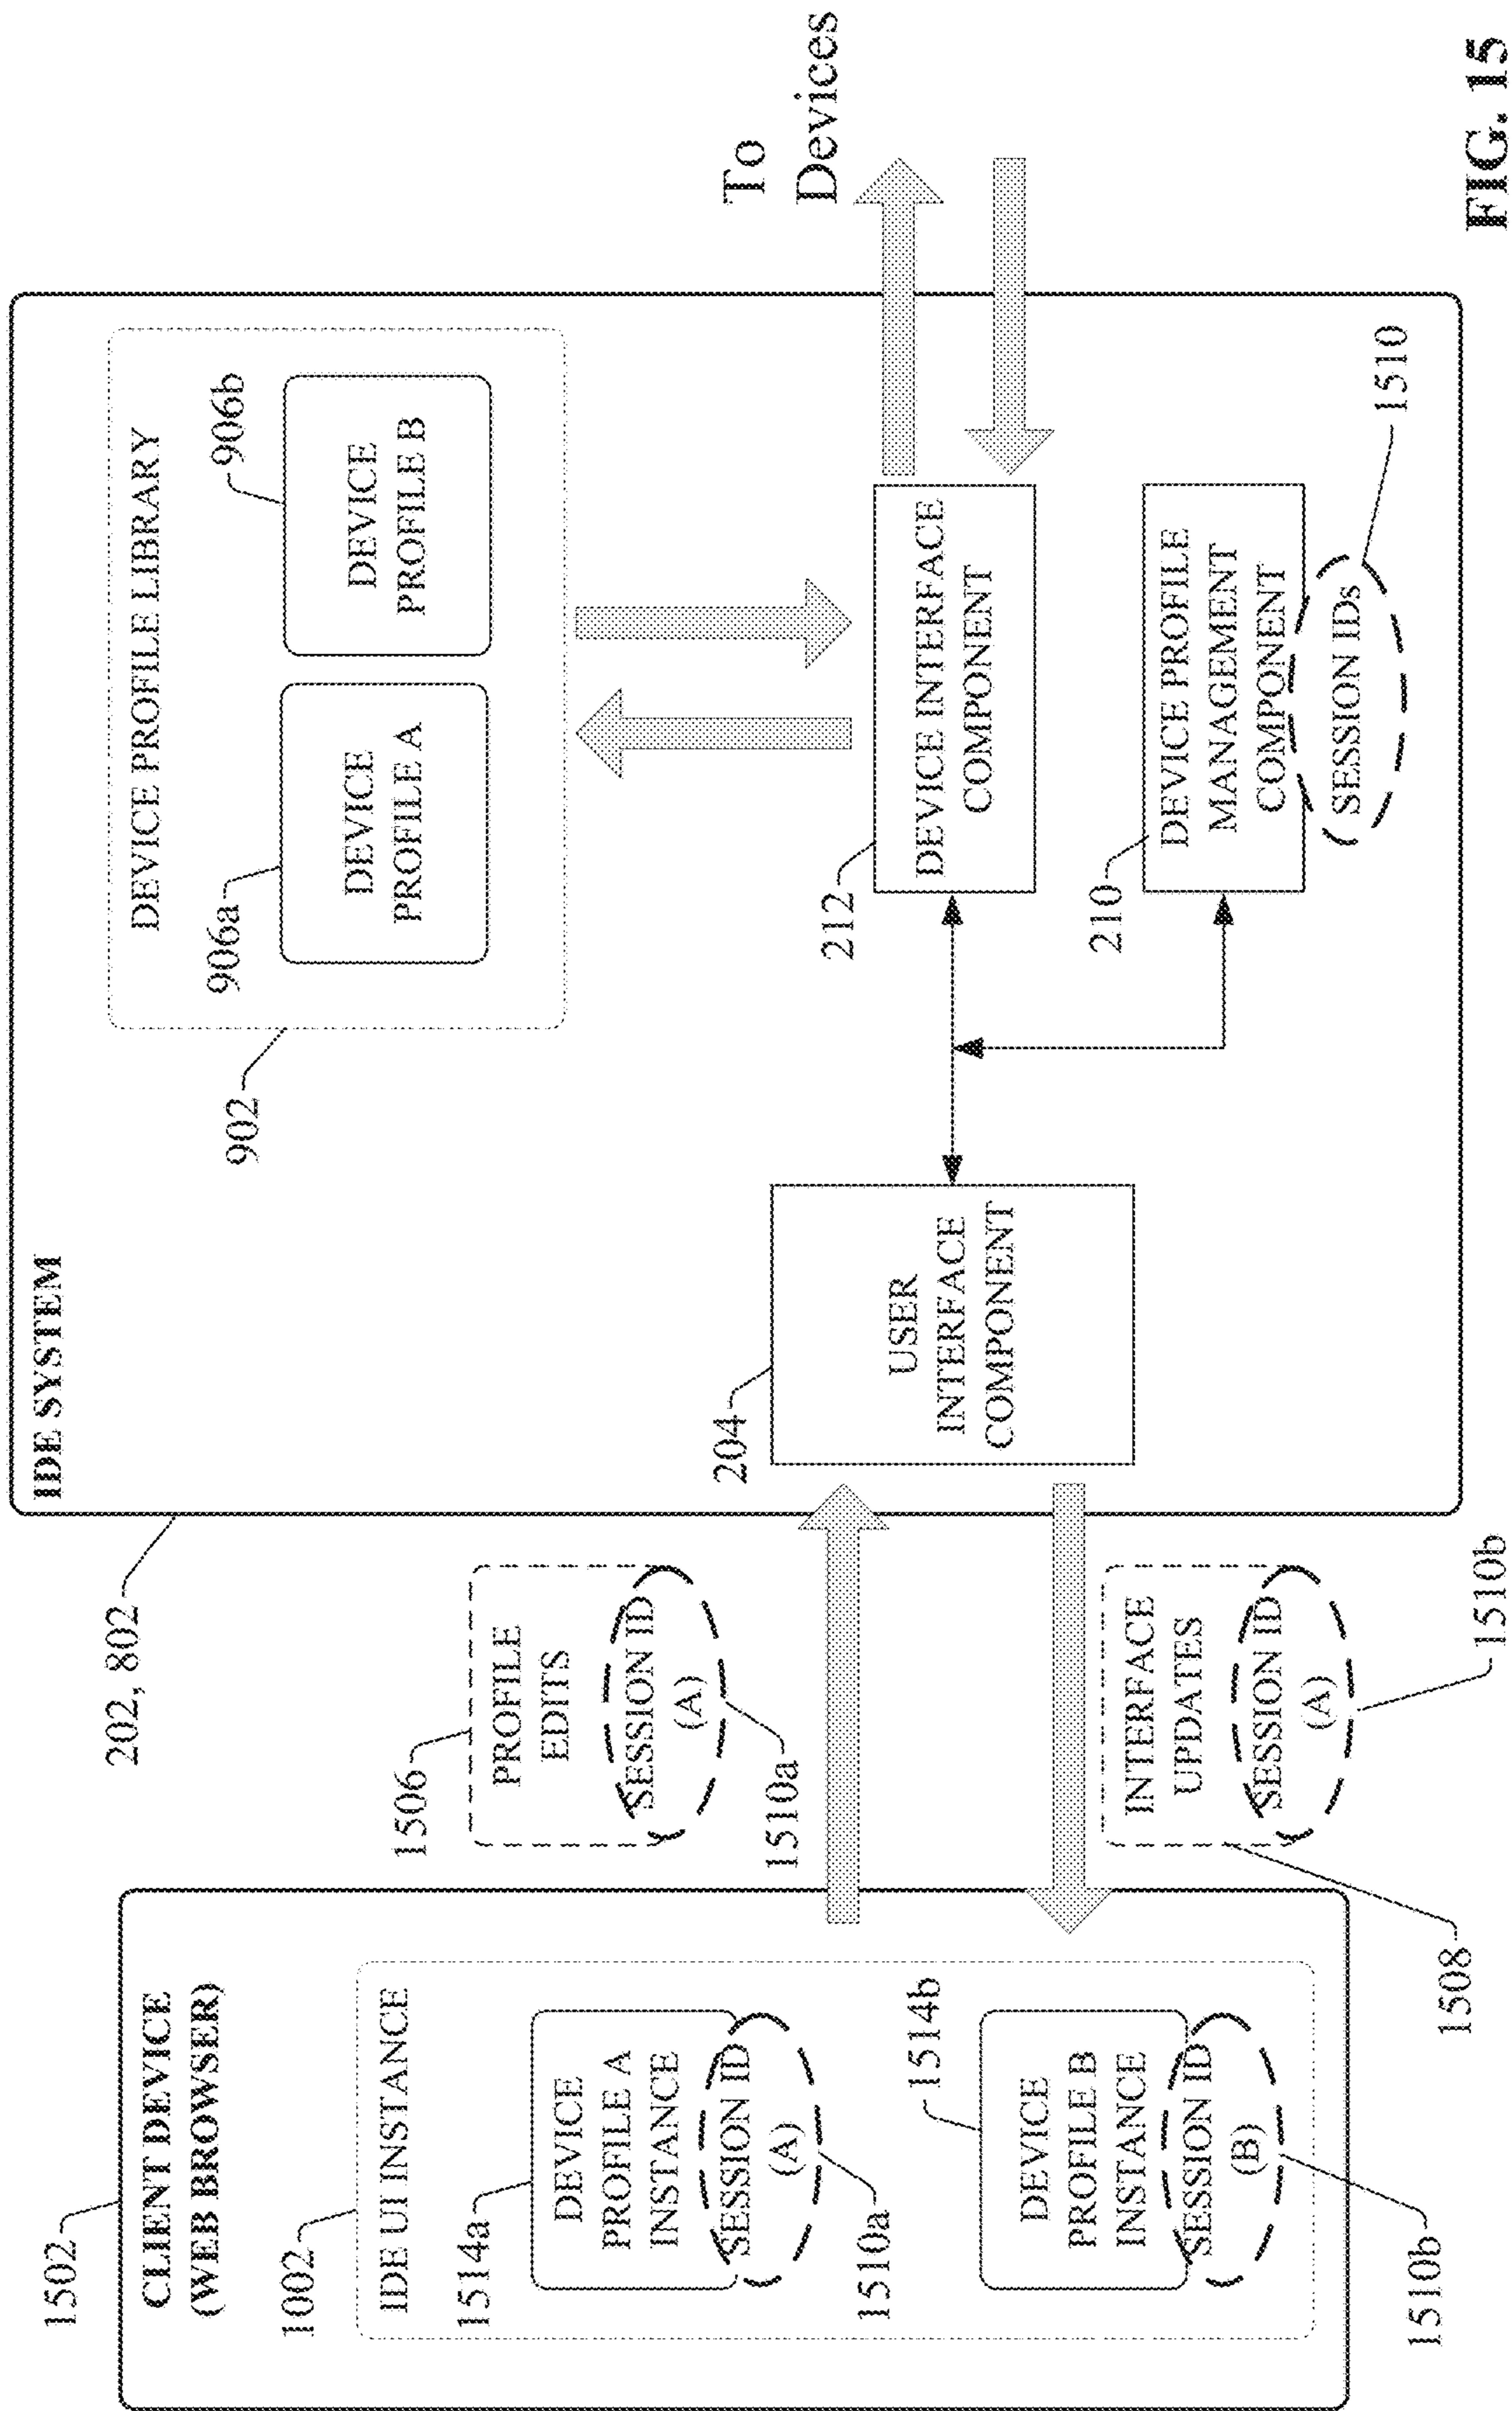 1502
CLIENT DEVICE
(WEB BROWSER)
1002
IDE UI INSTANCE
1514a
DEVICE
PROFILE A
INSTANCE
SESSION ID
(A)
1510a
1514b
DEVICE
PROFILE B
INSTANCE
SESSION ID
(B)
1510b
202, 802
1506
PROFILE
EDITS
SESSION ID
(A)
1510a
INTERFACE
UPDATES
SESSION ID
(A)
1510b
1508
IDE SYSTEM
204
USER
INTERFACE
COMPONENT
902
DEVICE PROFILE LIBRARY
906a
DEVICE
PROFILE A
906b
DEVICE
PROFILE B
212
DEVICE INTERFACE
COMPONENT
210
DEVICE PROFILE
MANAGEMENT
COMPONENT
SESSION IDs
1510
To
Devices
FIG. 15